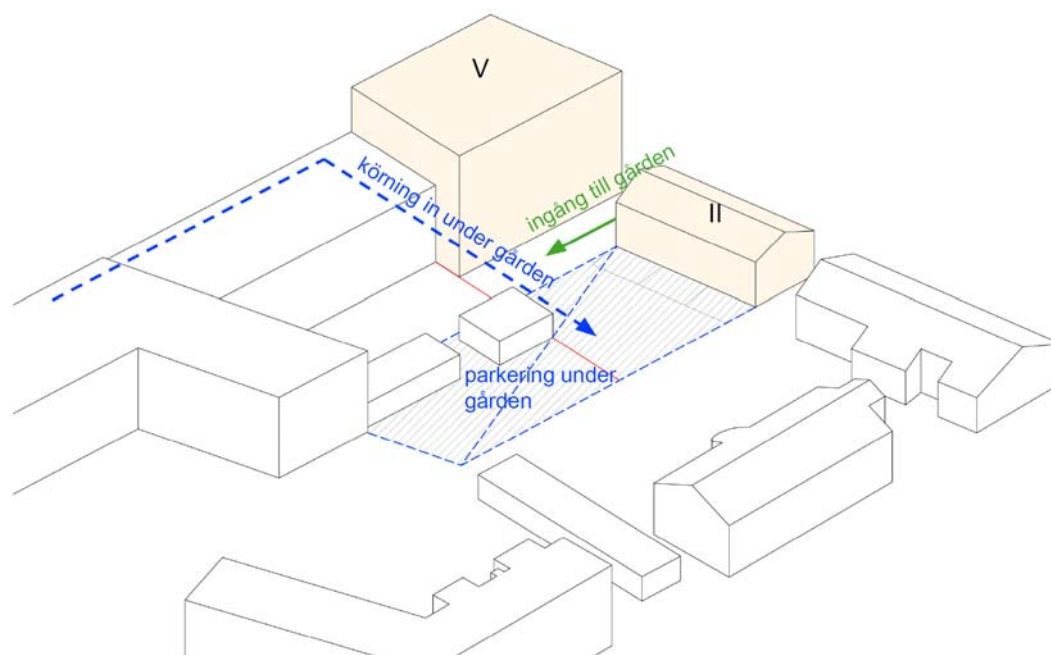 V
körning in under gården
ingång till gården
II
parkering under
gården